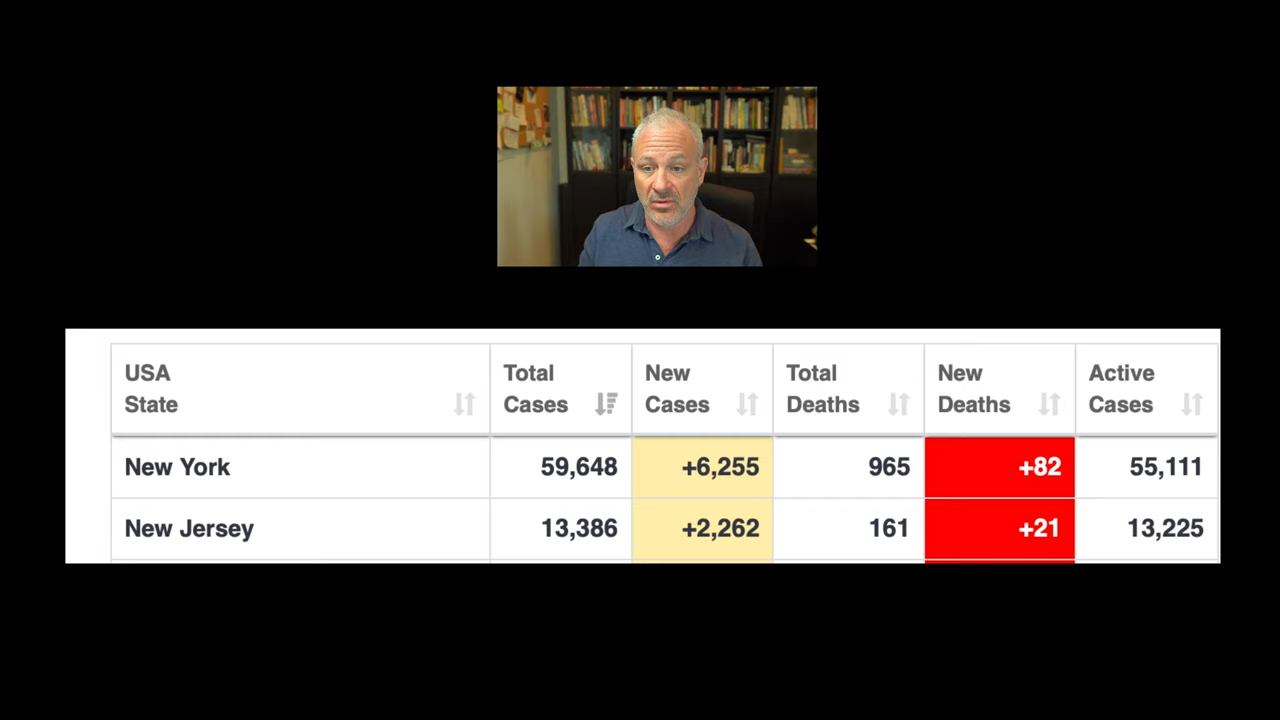 USA State Total Cases New Cases Total Deaths New Deaths Active Cases
New York 59,648 +6,255 965 +82 55,111
New Jersey 13,386 +2,262 161 +21 13,225